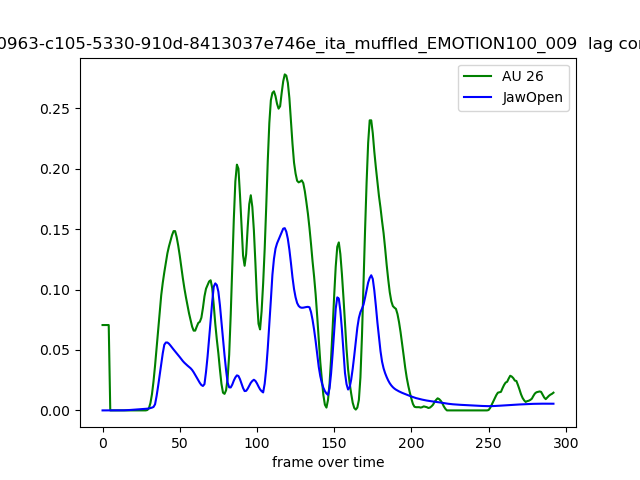 0963-c105-5330-910d-8413037e746e_ita_muffled_EMOTION100_009 lag
AU 26
JawOpen
0.25
0.20
0.15
0.10
0.05
0.00
0 50 100 150 200 250 300
frame over time